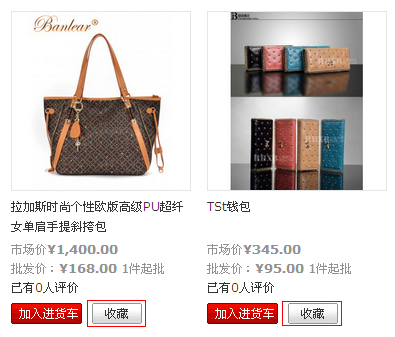 Banlear
拉加斯时尚个性欧版高级PU超纤
女单肩手提斜挎包
市场价¥1,400.00
批发价：¥168.00 1件起批
已有0人评价
加入进货车
收藏
TSt钱包
市场价¥345.00
批发价：¥95.00 1件起批
已有0人评价
加入进货车
收藏